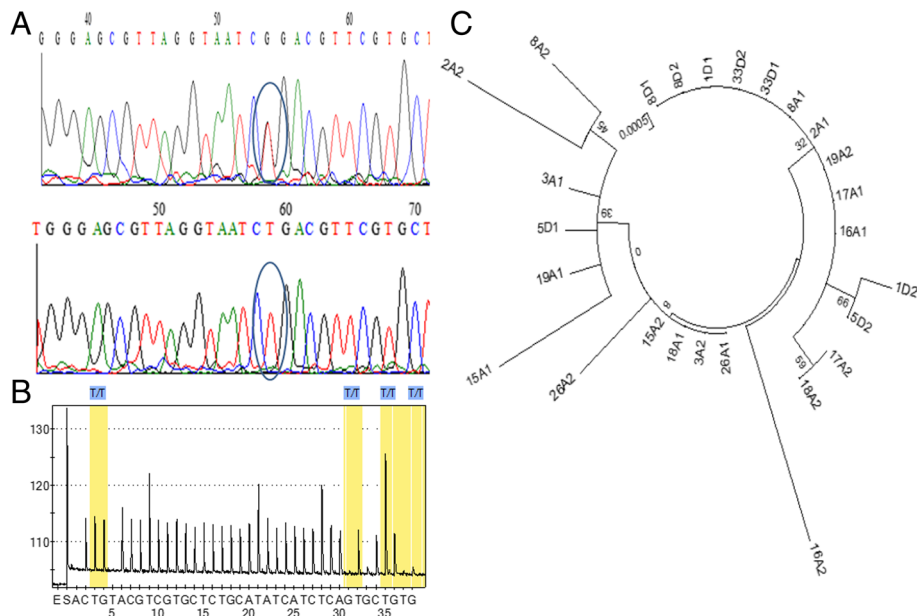 A
40 50 60
G G G A G C G T T A G G T A A T C G G A C G T T C G T G C T
50 60 70
T G G G A G C G T T A G G T A A T C T G A C G T T C G T G C T
B
T/T T/T T/T T/T
130
120
110
E S A C T G T A C G T C G T G C T C T G C A T A T C A T C T C A G T G C T G T G
5 10 15 20 25 30 35
C
8A2
2A2
45
0.0005
8D1
8D2
1D1
33D2
33D1
8A1
2A1
32
19A2
17A1
16A1
1D2
66
5D2
17A2
59
18A2
3A1
39
5D1
0
19A1
15A1
26A2
8
15A2
18A1
3A2
26A1
16A2